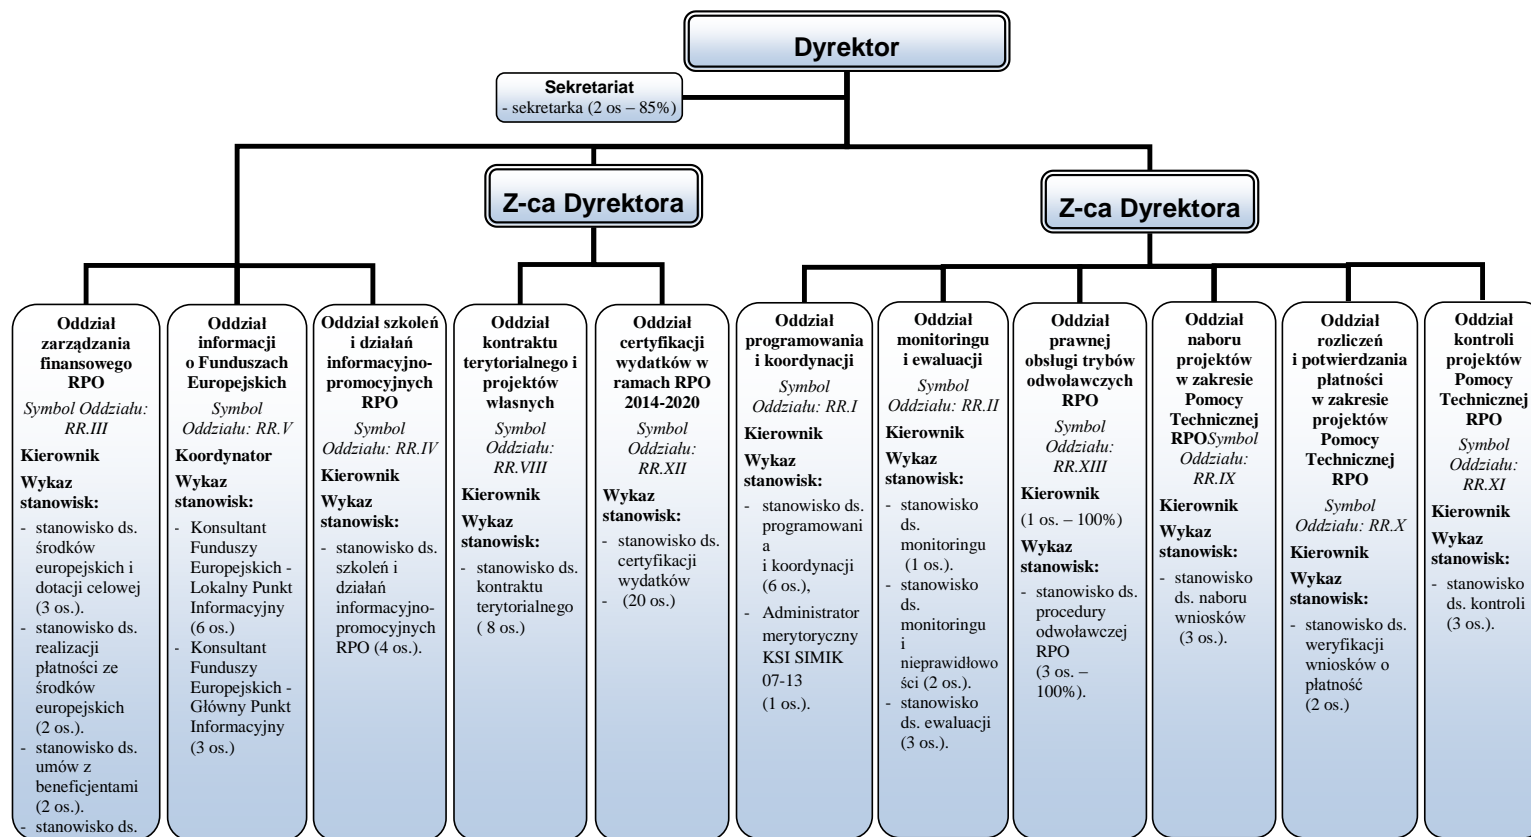 Dyrektor
Sekretariat
- sekretarka (2 os – 85%)
Z-ca Dyrektora
Z-ca Dyrektora
Oddział
zarządzania
finansowego
RPO
Symbol Oddziału:
RR.III
Kierownik
Wykaz
stanowisk:
- stanowisko ds.
środków
europejskich i
dotacji celowej
(3 os.).
- stanowisko ds.
realizacji
płatności ze
środków
europejskich
(2 os.).
- stanowisko ds.
umów z
beneficjentami
(2 os.).
- stanowisko ds.
Oddział
informacji
o Funduszach
Europejskich
Symbol
Oddziału: RR.V
Koordynator
Wykaz
stanowisk:
- Konsultant
Funduszy
Europejskich -
Lokalny Punkt
Informacyjny
(6 os.)
- Konsultant
Funduszy
Europejskich -
Główny Punkt
Informacyjny
(3 os.)
Oddział szkoleń
i działań
informacyjno-
promocyjnych
RPO
Symbol
Oddziału: RR.IV
Kierownik
Wykaz
stanowisk:
- stanowisko ds.
szkoleń i
działań
informacyjno-
promocyjnych
RPO (4 os.).
Oddział
kontraktu
terytorialnego i
projektów
własnych
Symbol
Oddziału:
RR.VIII
Kierownik
Wykaz
stanowisk:
- stanowisko ds.
kontraktu
terytorialnego
( 8 os.)
Oddział
certyfikacji
wydatków w
ramach RPO
2014-2020
Symbol
Oddziału:
RR.XII
Wykaz
stanowisk:
- stanowisko ds.
certyfikacji
wydatków
- (20 os.)
Oddział
programowania
i koordynacji
Symbol
Oddziału: RR.I
Kierownik
Wykaz
stanowisk:
- stanowisko ds.
programowani
a
i koordynacji
(6 os.),
- Administrator
merytoryczny
KSI SIMIK
07-13
(1 os.).
Oddział
monitoringu
i ewaluacji
Symbol
Oddziału: RR.II
Kierownik
Wykaz
stanowisk:
- stanowisko
ds.
monitoringu
(1 os.).
- stanowisko
ds.
monitoringu
i
nieprawidłowo
ści (2 os.).
- stanowisko
ds. ewaluacji
(3 os.).
Oddział
prawnej
obsługi trybów
odwoławczych
RPO
Symbol
Oddziału:
RR.XIII
Kierownik
(1 os. – 100%)
Wykaz
stanowisk:
- stanowisko ds.
procedury
odwoławczej
RPO
(3 os. –
100%).
Oddział
naboru
projektów
w zakresie
Pomocy
Technicznej
RPOSymbol
Oddziału:
RR.IX
Kierownik
Wykaz
stanowisk:
- stanowisko
ds. naboru
wniosków
(3 os.).
Oddział
rozliczeń
i potwierdzania
płatności
w zakresie
projektów
Pomocy
Technicznej
RPO
Symbol
Oddziału: RR.X
Kierownik
Wykaz
stanowisk:
- stanowisko ds.
weryfikacji
wniosków o
płatność
(2 os.)
Oddział
kontroli
projektów
Pomocy
Technicznej
RPO
Symbol
Oddziału:
RR.XI
Kierownik
Wykaz
stanowisk:
- stanowisko
ds. kontroli
(3 os.).